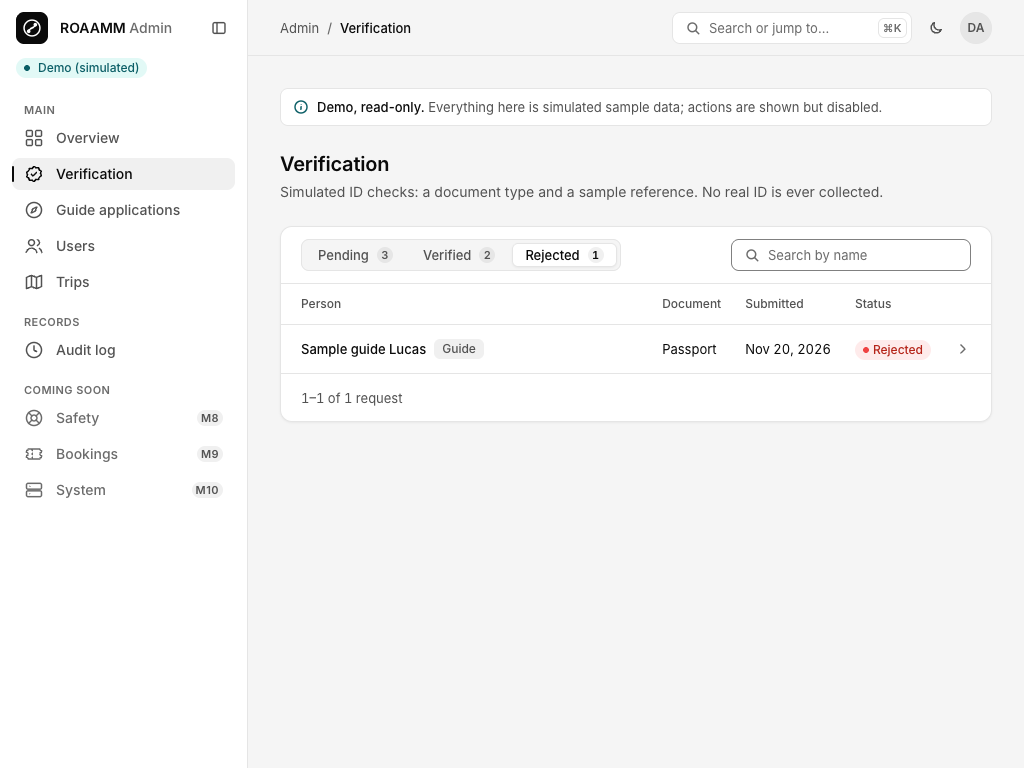 ROAAMM Admin
Demo (simulated)
MAIN
Overview
Verification
Guide applications
Users
Trips
RECORDS
Audit log
COMING SOON
Safety M8
Bookings M9
System M10
Admin / Verification
Search or jump to... ⌘K
DA
Demo, read-only. Everything here is simulated sample data; actions are shown but disabled.
Verification
Simulated ID checks: a document type and a sample reference. No real ID is ever collected.
Pending 3 Verified 2 Rejected 1
Search by name
Person Document Submitted Status
Sample guide Lucas Guide Passport Nov 20, 2026 Rejected
1–1 of 1 request